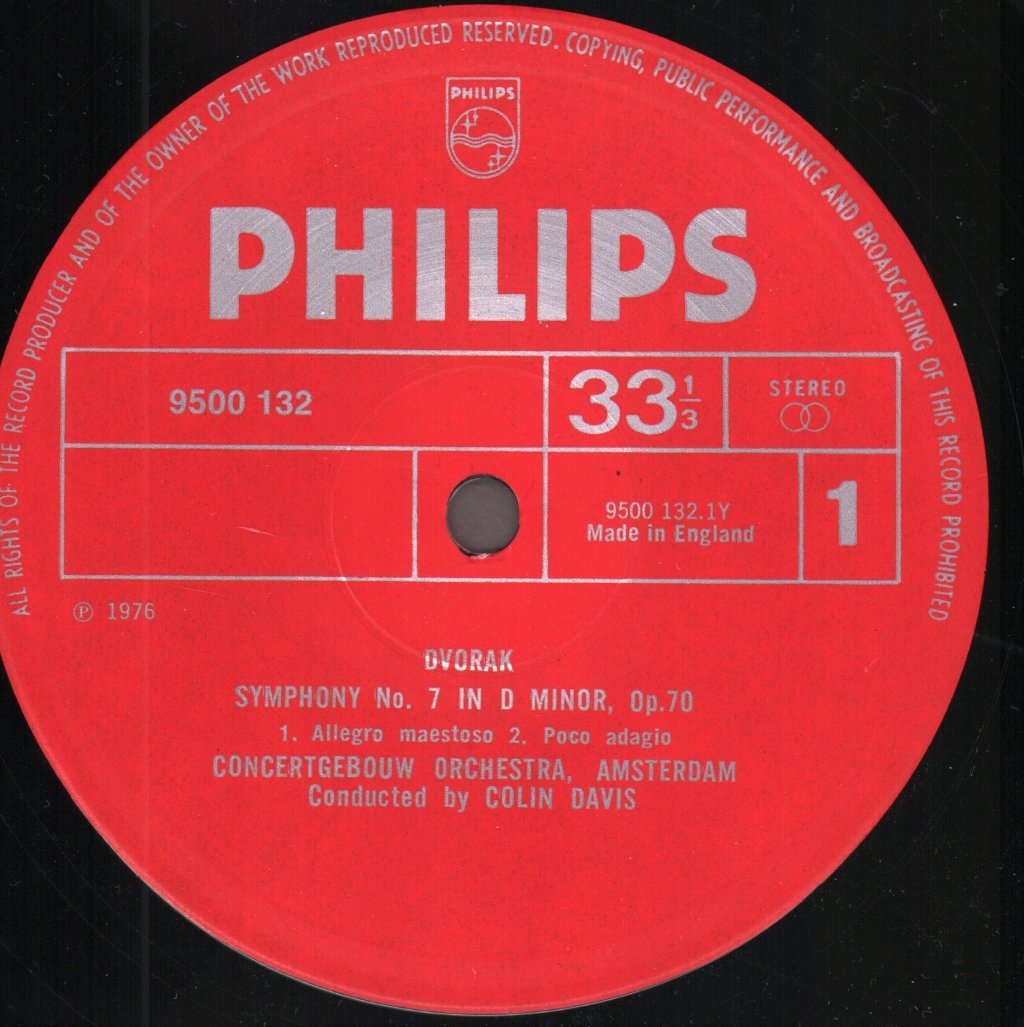 ALL RIGHTS OF THE RECORD PRODUCER AND OF THE OWNER OF THE WORK REPRODUCED RESERVED. COPYING, PUBLIC PERFORMANCE AND BROADCASTING OF THIS RECORD PROHIBITED
PHILIPS
PHILIPS
9500 132
33 1/3
STEREO
9500 132.1Y
Made in England
1
℗ 1976
DVORAK
SYMPHONY No. 7 IN D MINOR, Op.70
1. Allegro maestoso 2. Poco adagio
CONCERTGEBOUW ORCHESTRA, AMSTERDAM
Conducted by COLIN DAVIS